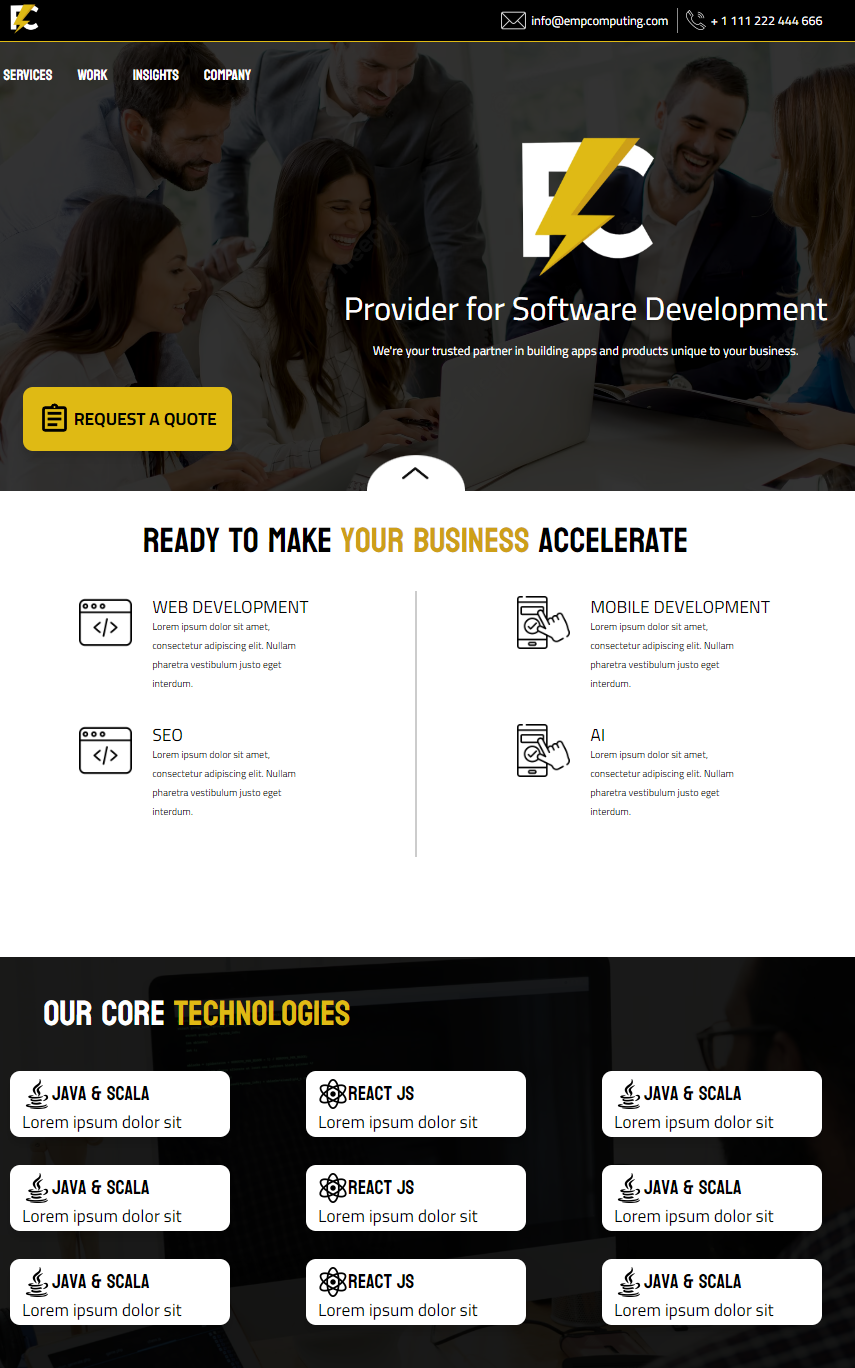 EC
info@empcomputing.com
+ 1 111 222 444 666
SERVICES WORK INSIGHTS COMPANY
EC
Provider for Software Development
We're your trusted partner in building apps and products unique to your business.
REQUEST A QUOTE
READY TO MAKE YOUR BUSINESS ACCELERATE
WEB DEVELOPMENT
Lorem ipsum dolor sit amet,
consectetur adipiscing elit. Nullam
pharetra vestibulum justo eget
interdum.
MOBILE DEVELOPMENT
Lorem ipsum dolor sit amet,
consectetur adipiscing elit. Nullam
pharetra vestibulum justo eget
interdum.
SEO
Lorem ipsum dolor sit amet,
consectetur adipiscing elit. Nullam
pharetra vestibulum justo eget
interdum.
AI
Lorem ipsum dolor sit amet,
consectetur adipiscing elit. Nullam
pharetra vestibulum justo eget
interdum.
OUR CORE TECHNOLOGIES
JAVA & SCALA
Lorem ipsum dolor sit
REACT JS
Lorem ipsum dolor sit
JAVA & SCALA
Lorem ipsum dolor sit
JAVA & SCALA
Lorem ipsum dolor sit
REACT JS
Lorem ipsum dolor sit
JAVA & SCALA
Lorem ipsum dolor sit
JAVA & SCALA
Lorem ipsum dolor sit
REACT JS
Lorem ipsum dolor sit
JAVA & SCALA
Lorem ipsum dolor sit